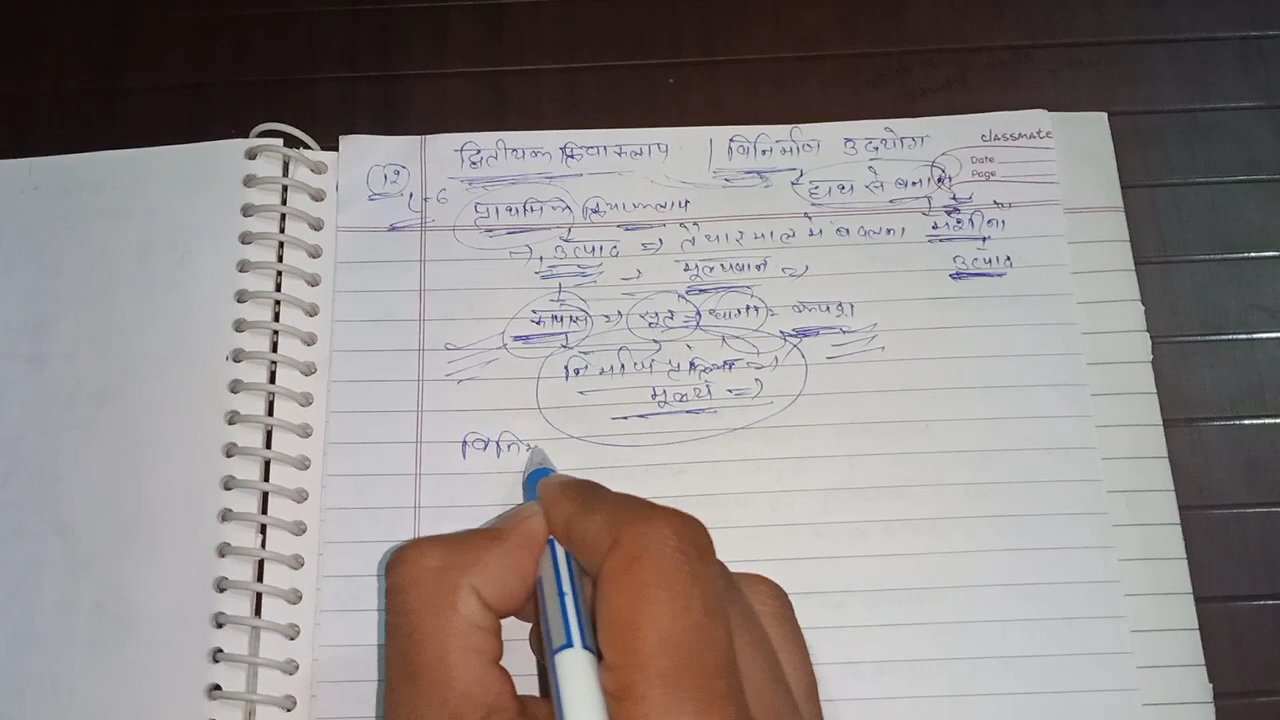 द्वितीयक क्रियाकलाप | विनिर्माण उद्योग
classmate
Date
Page
12
L-6
हाथ से बनाना
प्राथमिक क्रियाकलाप
→ उत्पाद ⇒ तैयार माल में बदलना मशीनों
मूल्यवान ⇒ उत्पाद
कपास ⇒ सूत ⇒ धागा = कपड़ा
निर्माण प्रक्रिया ⇒
मूल्य ⇒
विनिम